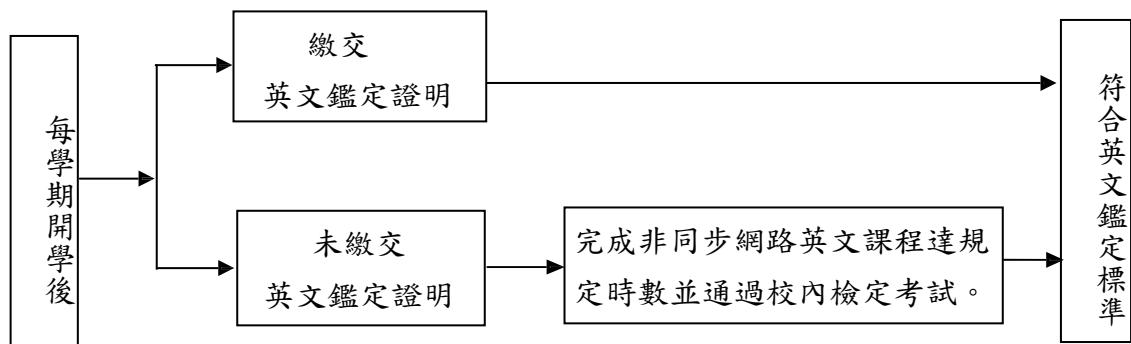 每學期開學後
繳交
英文鑑定證明
未繳交
英文鑑定證明
完成非同步網路英文課程達規
定時數並通過校內檢定考試。
符合英文鑑定標準